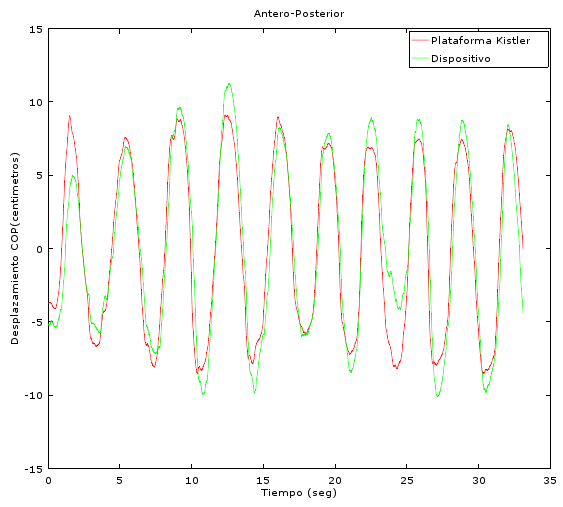 Antero-Posterior
Plataforma Kistler
Dispositivo
Desplazamiento COP(centimetros)
15
10
5
0
-5
-10
-15
0 5 10 15 20 25 30 35
Tiempo (seg)